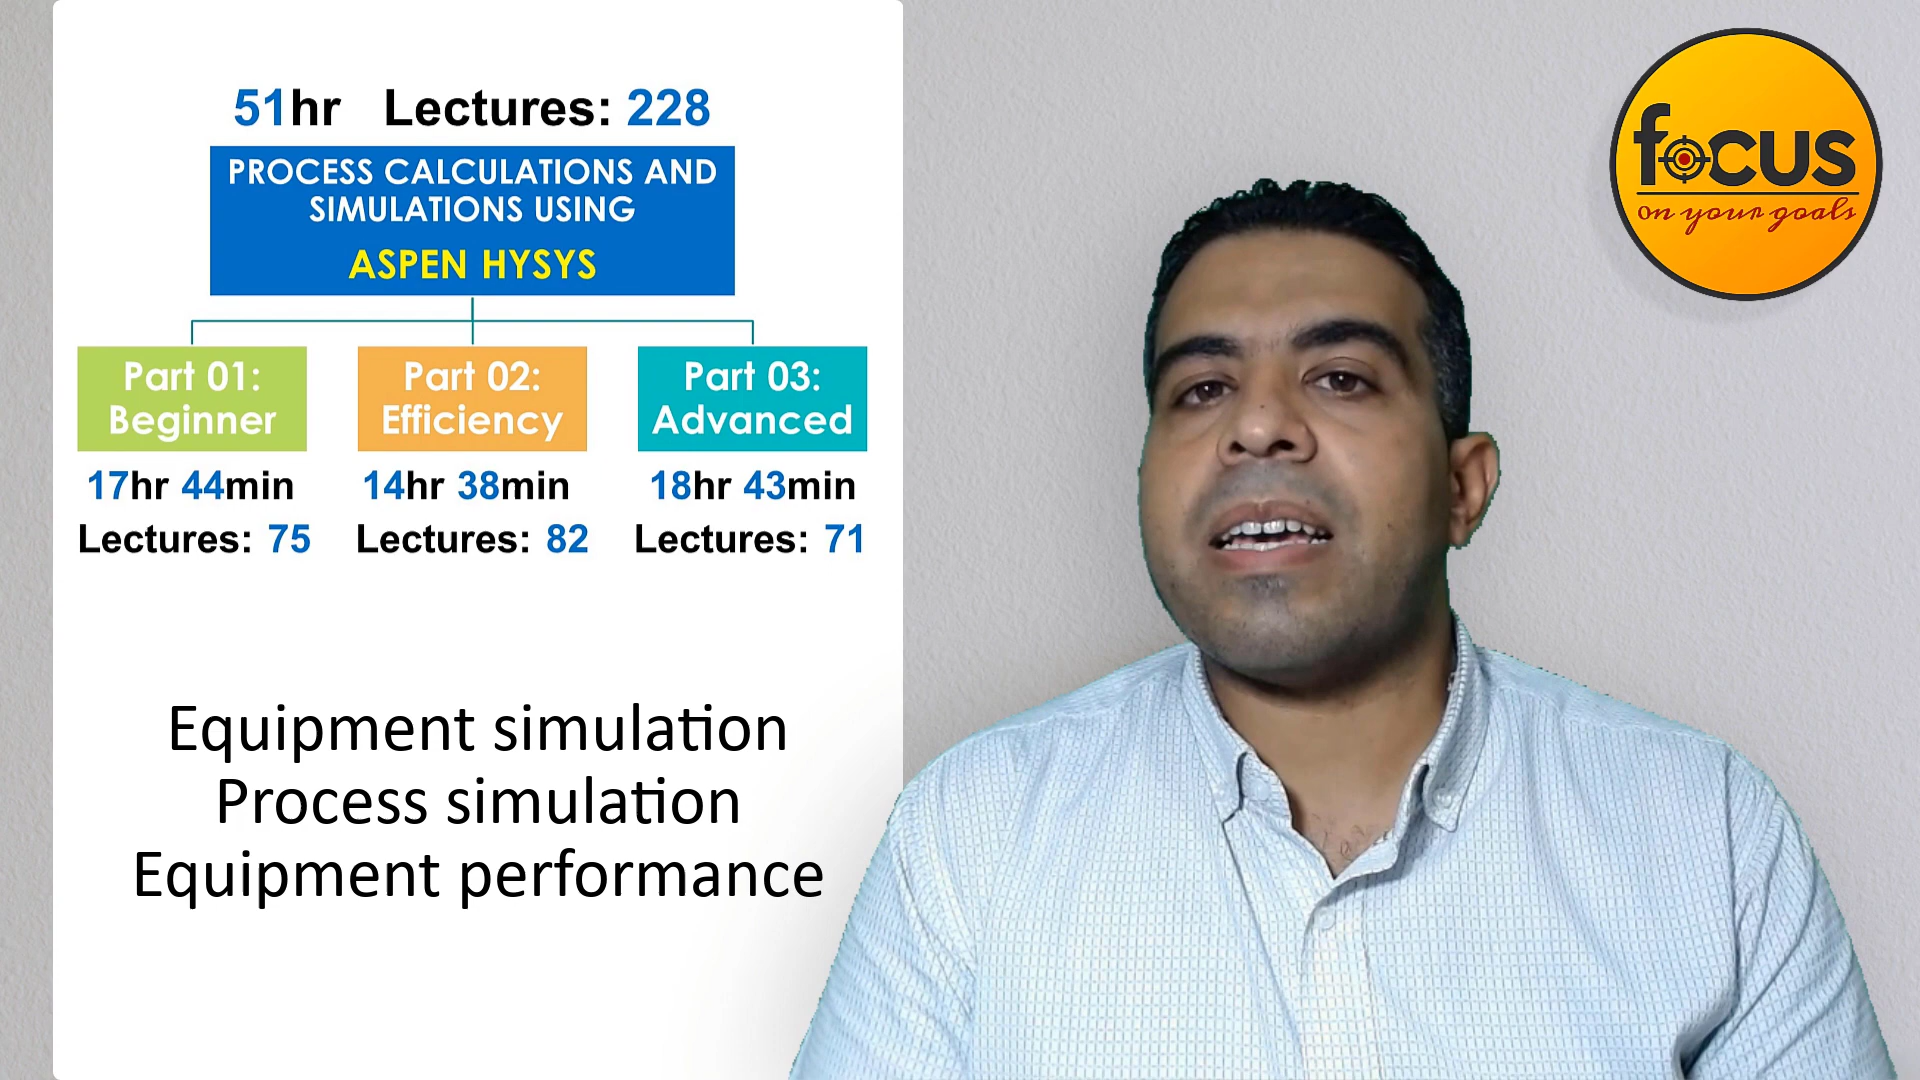 51hr Lectures: 228
PROCESS CALCULATIONS AND
SIMULATIONS USING
ASPEN HYSYS
Part 01:
Beginner
17hr 44min
Lectures: 75
Part 02:
Efficiency
14hr 38min
Lectures: 82
Part 03:
Advanced
18hr 43min
Lectures: 71
Equipment simulation
Process simulation
Equipment performance
focus
on your goals